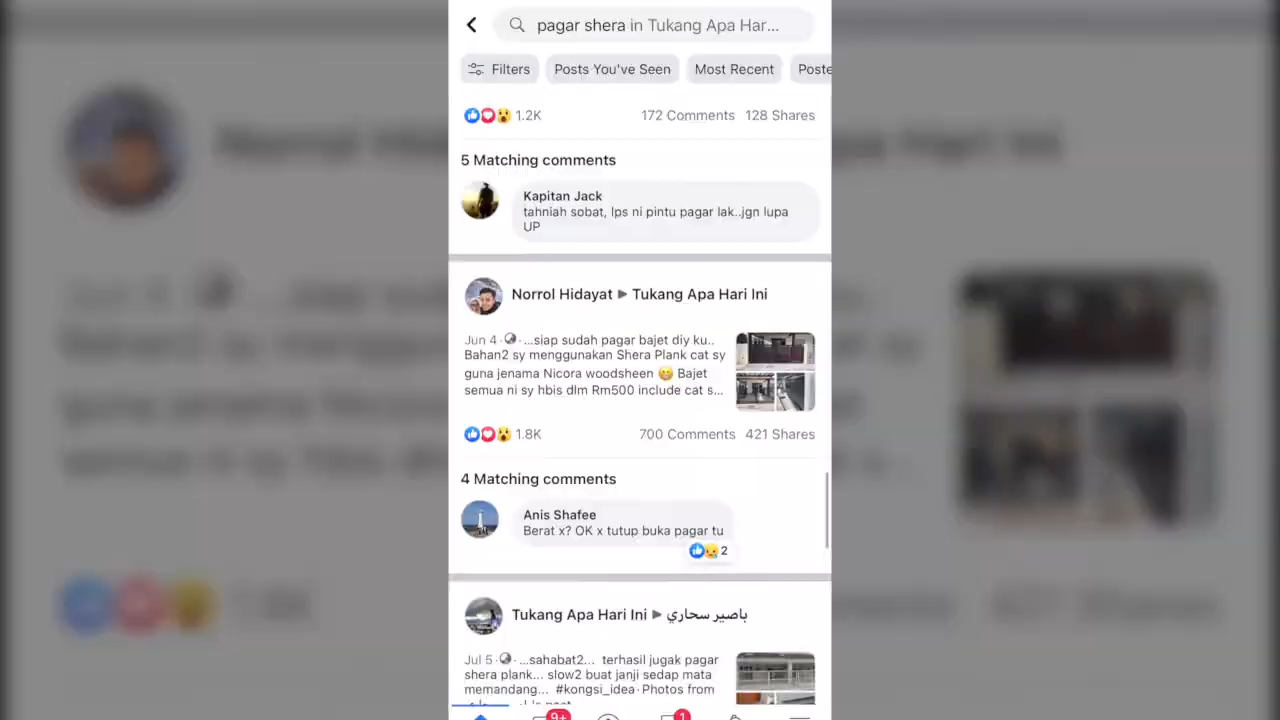 pagar shera in Tukang Apa Har...
Filters
Posts You've Seen
Most Recent
Poste
1.2K
172 Comments 128 Shares
5 Matching comments
Kapitan Jack
tahniah sobat, lps ni pintu pagar lak..jgn lupa
UP
Norrol Hidayat ▶ Tukang Apa Hari Ini
Jun 4 · ...siap sudah pagar bajet diy ku..
Bahan2 sy menggunakan Shera Plank cat sy
guna jenama Nicora woodsheen 😁 Bajet
semua ni sy hbis dlm Rm500 include cat s...
1.8K
700 Comments 421 Shares
4 Matching comments
Anis Shafee
Berat x? OK x tutup buka pagar tu
2
Tukang Apa Hari Ini ▶ باصير سحاري
Jul 5 · ...sahabat2... terhasil jugak pagar
shera plank... slow2 buat janji sedap mata
memandang... #kongsi_idea · Photos from
9+
1